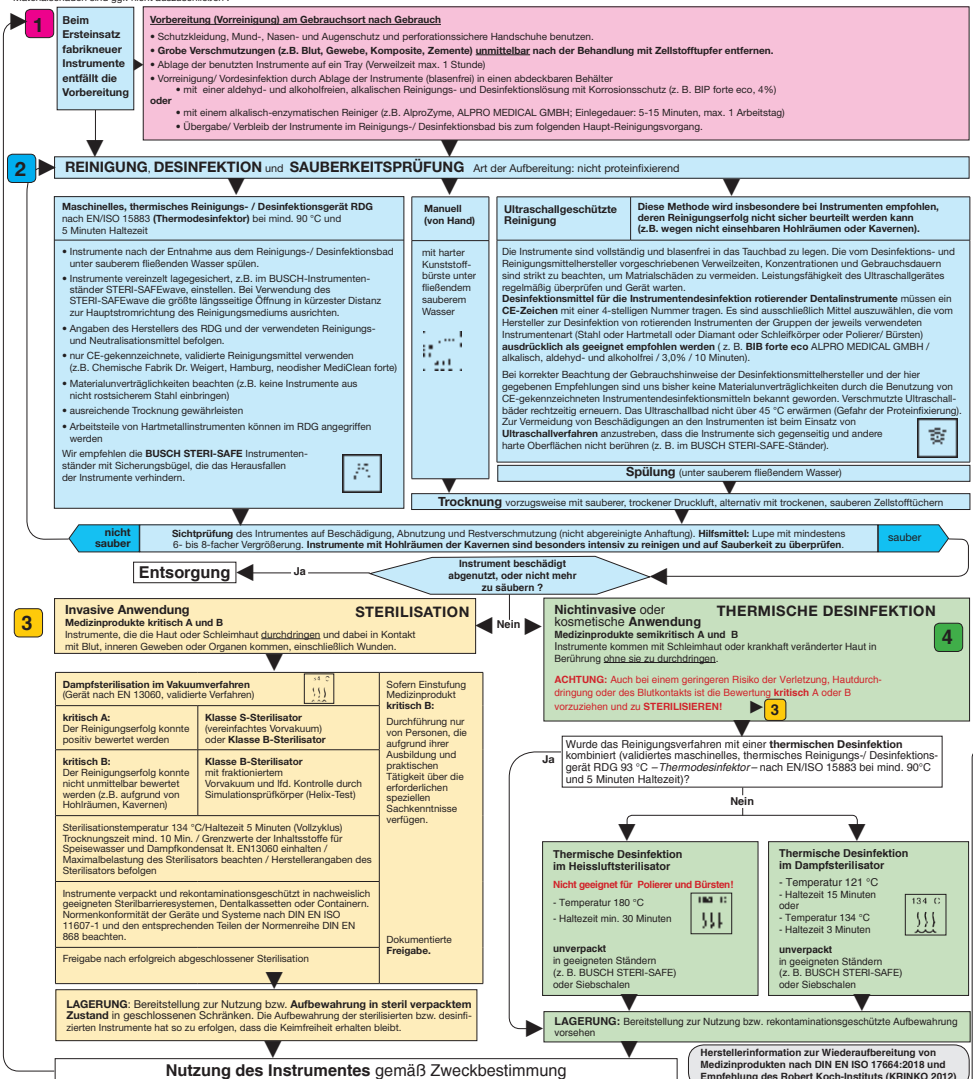 1
Beim
Ersteinsatz
fabrikneuer
Instrumente
entfällt die
Vorbereitung
Vorbereitung (Vorreinigung) am Gebrauchsort nach Gebrauch
• Schutzkleidung, Mund-, Nasen- und Augenschutz und perforationssichere Handschuhe benutzen.
• Grobe Verschmutzungen (z.B. Blut, Gewebe, Komposite, Zemente) unmittelbar nach der Behandlung mit Zellstofftupfer entfernen.
• Ablage der benutzten Instrumente auf ein Tray (Verweilzeit max. 1 Stunde)
• Vorreinigung/ Vordesinfektion durch Ablage der Instrumente (blasenfrei) in einen abdeckbaren Behälter
• mit einer aldehyd- und alkoholfreien, alkalischen Reinigungs- und Desinfektionslösung mit Korrosionsschutz (z. B. BIP forte eco, 4%)
oder
• mit einem alkalisch-enzymatischen Reiniger (z.B. AlproZyme, ALPRO MEDICAL GMBH; Einlegedauer: 5-15 Minuten, max. 1 Arbeitstag)
• Übergabe/ Verbleib der Instrumente im Reinigungs-/ Desinfektionsbad bis zum folgenden Haupt-Reinigungsvorgang.
2
REINIGUNG, DESINFEKTION und SAUBERKEITSPRÜFUNG Art der Aufbereitung: nicht proteinfixierend
Maschinelles, thermisches Reinigungs- / Desinfektionsgerät RDG
nach EN/ISO 15883 (Thermodesinfektor) bei mind. 90 °C und
5 Minuten Haltezeit
• Instrumente nach der Entnahme aus dem Reinigungs-/ Desinfektionsbad
unter sauberem fließenden Wasser spülen.
• Instrumente vereinzelt lagesichert, z.B. im BUSCH-Instrumenten-
ständer STERI-SAFEwave, einstellen. Bei Verwendung des
STERI-SAFEwave die größte längsseitige Öffnung in kürzester Distanz
zur Hauptstromrichtung des Reinigungsmediums ausrichten.
• Angaben des Herstellers des RDG und der verwendeten Reinigungs-
und Neutralisationsmittel befolgen.
• nur CE-gekennzeichnete, validierte Reinigungsmittel verwenden
(z.B. Chemische Fabrik Dr. Weigert, Hamburg, neodisher MediClean forte)
• Materialunverträglichkeiten beachten (z.B. keine Instrumente aus
nicht rostsicherem Stahl einbringen)
• ausreichende Trocknung gewährleisten
• Arbeitsteile von Hartmetallinstrumenten können im RDG angegriffen
werden
Wir empfehlen die BUSCH STERI-SAFE Instrumenten-
ständer mit Sicherungsbügel, die das Herausfallen
der Instrumente verhindern.
Manuell
(von Hand)
mit harter
Kunststoff-
bürste unter
fließendem
sauberem
Wasser
Ultraschallgeschützte
Reinigung
Diese Methode wird insbesondere bei Instrumenten empfohlen,
deren Reinigungserfolg nicht sicher beurteilt werden kann
(z.B. wegen nicht einsehbaren Hohlräumen oder Kavernen).
Die Instrumente sind vollständig und blasenfrei in das Tauchbad zu legen. Die vom Desinfektions- und
Reinigungsmittelhersteller vorgeschriebenen Verweilzeiten, Konzentrationen und Gebrauchsdauern
sind strikt zu beachten, um Matrialschäden zu vermeiden. Leistungsfähigkeit des Ultraschallgerätes
regelmäßig überprüfen und Gerät warten.
Desinfektionsmittel für die Instrumentendesinfektion rotierender Dentalinstrumente müssen ein
CE-Zeichen mit einer 4-stelligen Nummer tragen. Es sind ausschließlich Mittel auszuwählen, die vom
Hersteller zur Desinfektion von rotierenden Instrumenten der Gruppen der jeweils verwendeten
Instrumentenart (Stahl oder Hartmetall oder Diamant oder Schleifkörper oder Polierer/ Bürsten)
ausdrücklich als geeignet empfohlen werden ( z. B. BIB forte eco ALPRO MEDICAL GMBH /
alkalisch, aldehyd- und alkoholfrei / 3,0% / 10 Minuten).
Bei korrekter Beachtung der Gebrauchshinweise der Desinfektionsmittelhersteller und der hier
gegebenen Empfehlungen sind uns bisher keine Materialunverträglichkeiten durch die Benutzung von
CE-gekennzeichneten Instrumentendesinfektionsmitteln bekannt geworden. Verschmutzte Ultraschall-
bäder rechtzeitig erneuern. Das Ultraschallbad nicht über 45 °C erwärmen (Gefahr der Proteinfixierung).
Zur Vermeidung von Beschädigungen an den Instrumenten ist beim Einsatz von
Ultraschallverfahren anzustreben, dass die Instrumente sich gegenseitig und andere
harte Oberflächen nicht berühren (z. B. im BUSCH STERI-SAFE-Ständer).
Spülung (unter sauberem fließendem Wasser)
Trocknung vorzugsweise mit sauberer, trockener Druckluft, alternativ mit trockenen, sauberen Zellstofftüchern
nicht
sauber
Sichtprüfung des Intrumentes auf Beschädigung, Abnutzung und Restverschmutzung (nicht abgereinigte Anhaftung). Hilfsmittel: Lupe mit mindestens
6- bis 8-facher Vergrößerung. Instrumente mit Hohlräumen der Kavernen sind besonders intensiv zu reinigen und auf Sauberkeit zu überprüfen.
sauber
Entsorgung
Ja
Instrument beschädigt
abgenutzt, oder nicht mehr
zu säubern ?
Nein
3
Invasive Anwendung STERILISATION
Medizinprodukte kritisch A und B
Instrumente, die die Haut oder Schleimhaut durchdringen und dabei in Kontakt
mit Blut, inneren Geweben oder Organen kommen, einschließlich Wunden.
Nichtinvasive oder THERMISCHE DESINFEKTION
kosmetische Anwendung
Medizinprodukte semikritisch A und B
Instrumente kommen mit Schleimhaut oder krankhaft veränderter Haut in
Berührung ohne sie zu durchdringen.
ACHTUNG: Auch bei einem geringeren Risiko der Verletzung, Hautdurch-
dringung oder des Blutkontakts ist die Bewertung kritisch A oder B
vorzuziehen und zu STERILISIEREN! 3
4
Dampfsterilisation im Vakuumverfahren
(Gerät nach EN 13060, validierte Verfahren)
kritisch A:
Der Reinigungserfolg konnte
positiv bewertet werden
Klasse S-Sterilisator
(vereinfachtes Vorvakuum)
oder Klasse B-Sterilisator
kritisch B:
Der Reinigungserfolg konnte
nicht unmittelbar bewertet
werden (z.B. aufgrund von
Hohlräumen, Kavernen)
Klasse B-Sterilisator
mit fraktioniertem
Vorvakuum und lfd. Kontrolle durch
Simulationsprüfkörper (Helix-Test)
Sterilisationstemperatur 134 °C/Haltezeit 5 Minuten (Vollzyklus)
Trocknungszeit mind. 10 Min. / Grenzwerte der Inhaltsstoffe für
Speisewasser und Dampfkondensat lt. EN13060 einhalten /
Maximalbelastung des Sterilisators beachten / Herstellerangaben des
Sterilisators befolgen
Instrumente verpackt und rekontaminationsgeschützt in nachweislich
geeigneten Sterilbarrieresystemen, Dentalkassetten oder Containern.
Normenkonformität der Geräte und Systeme nach DIN EN ISO
11607-1 und den entsprechenden Teilen der Normenreihe DIN EN
868 beachten.
Freigabe nach erfolgreich abgeschlossener Sterilisation
Sofern Einstufung
Medizinprodukt
kritisch B:
Durchführung nur
von Personen, die
aufgrund ihrer
Ausbildung und
praktischen
Tätigkeit über die
erforderlichen
speziellen
Sachkenntnisse
verfügen.
Dokumentierte
Freigabe.
Ja
Wurde das Reinigungsverfahren mit einer thermischen Desinfektion
kombiniert (validiertes maschinelles, thermisches Reinigungs-/ Desinfektions-
gerät RDG 93 °C –Thermodesinfektor– nach EN/ISO 15883 bei mind. 90°C
und 5 Minuten Haltezeit)?
Nein
Thermische Desinfektion
im Heissluftsterilisator
Nicht geeignet für Polierer und Bürsten!
- Temperatur 180 °C
- Haltezeit min. 30 Minuten
unverpackt
in geeigneten Ständern
(z. B. BUSCH STERI-SAFE)
oder Siebschalen
Thermische Desinfektion
im Dampfsterilisator
- Temperatur 121 °C
- Haltezeit 15 Minuten
oder
- Temperatur 134 °C
- Haltezeit 3 Minuten
134 C
unverpackt
in geeigneten Ständern
(z. B. BUSCH STERI-SAFE)
oder Siebschalen
LAGERUNG: Bereitstellung zur Nutzung bzw. Aufbewahrung in steril verpacktem
Zustand in geschlossenen Schränken. Die Aufbewahrung der sterilisierten bzw. desinfi-
zierten Instrumente hat so zu erfolgen, dass die Keimfreiheit erhalten bleibt.
LAGERUNG: Bereitstellung zur Nutzung bzw. rekontaminationsgeschützte Aufbewahrung
vorsehen
Nutzung des Instrumentes gemäß Zweckbestimmung
Herstellerinformation zur Wiederaufbereitung von
Medizinprodukten nach DIN EN ISO 17664:2018 und
Empfehlung des Robert Koch-Instituts (KRINKO 2012)